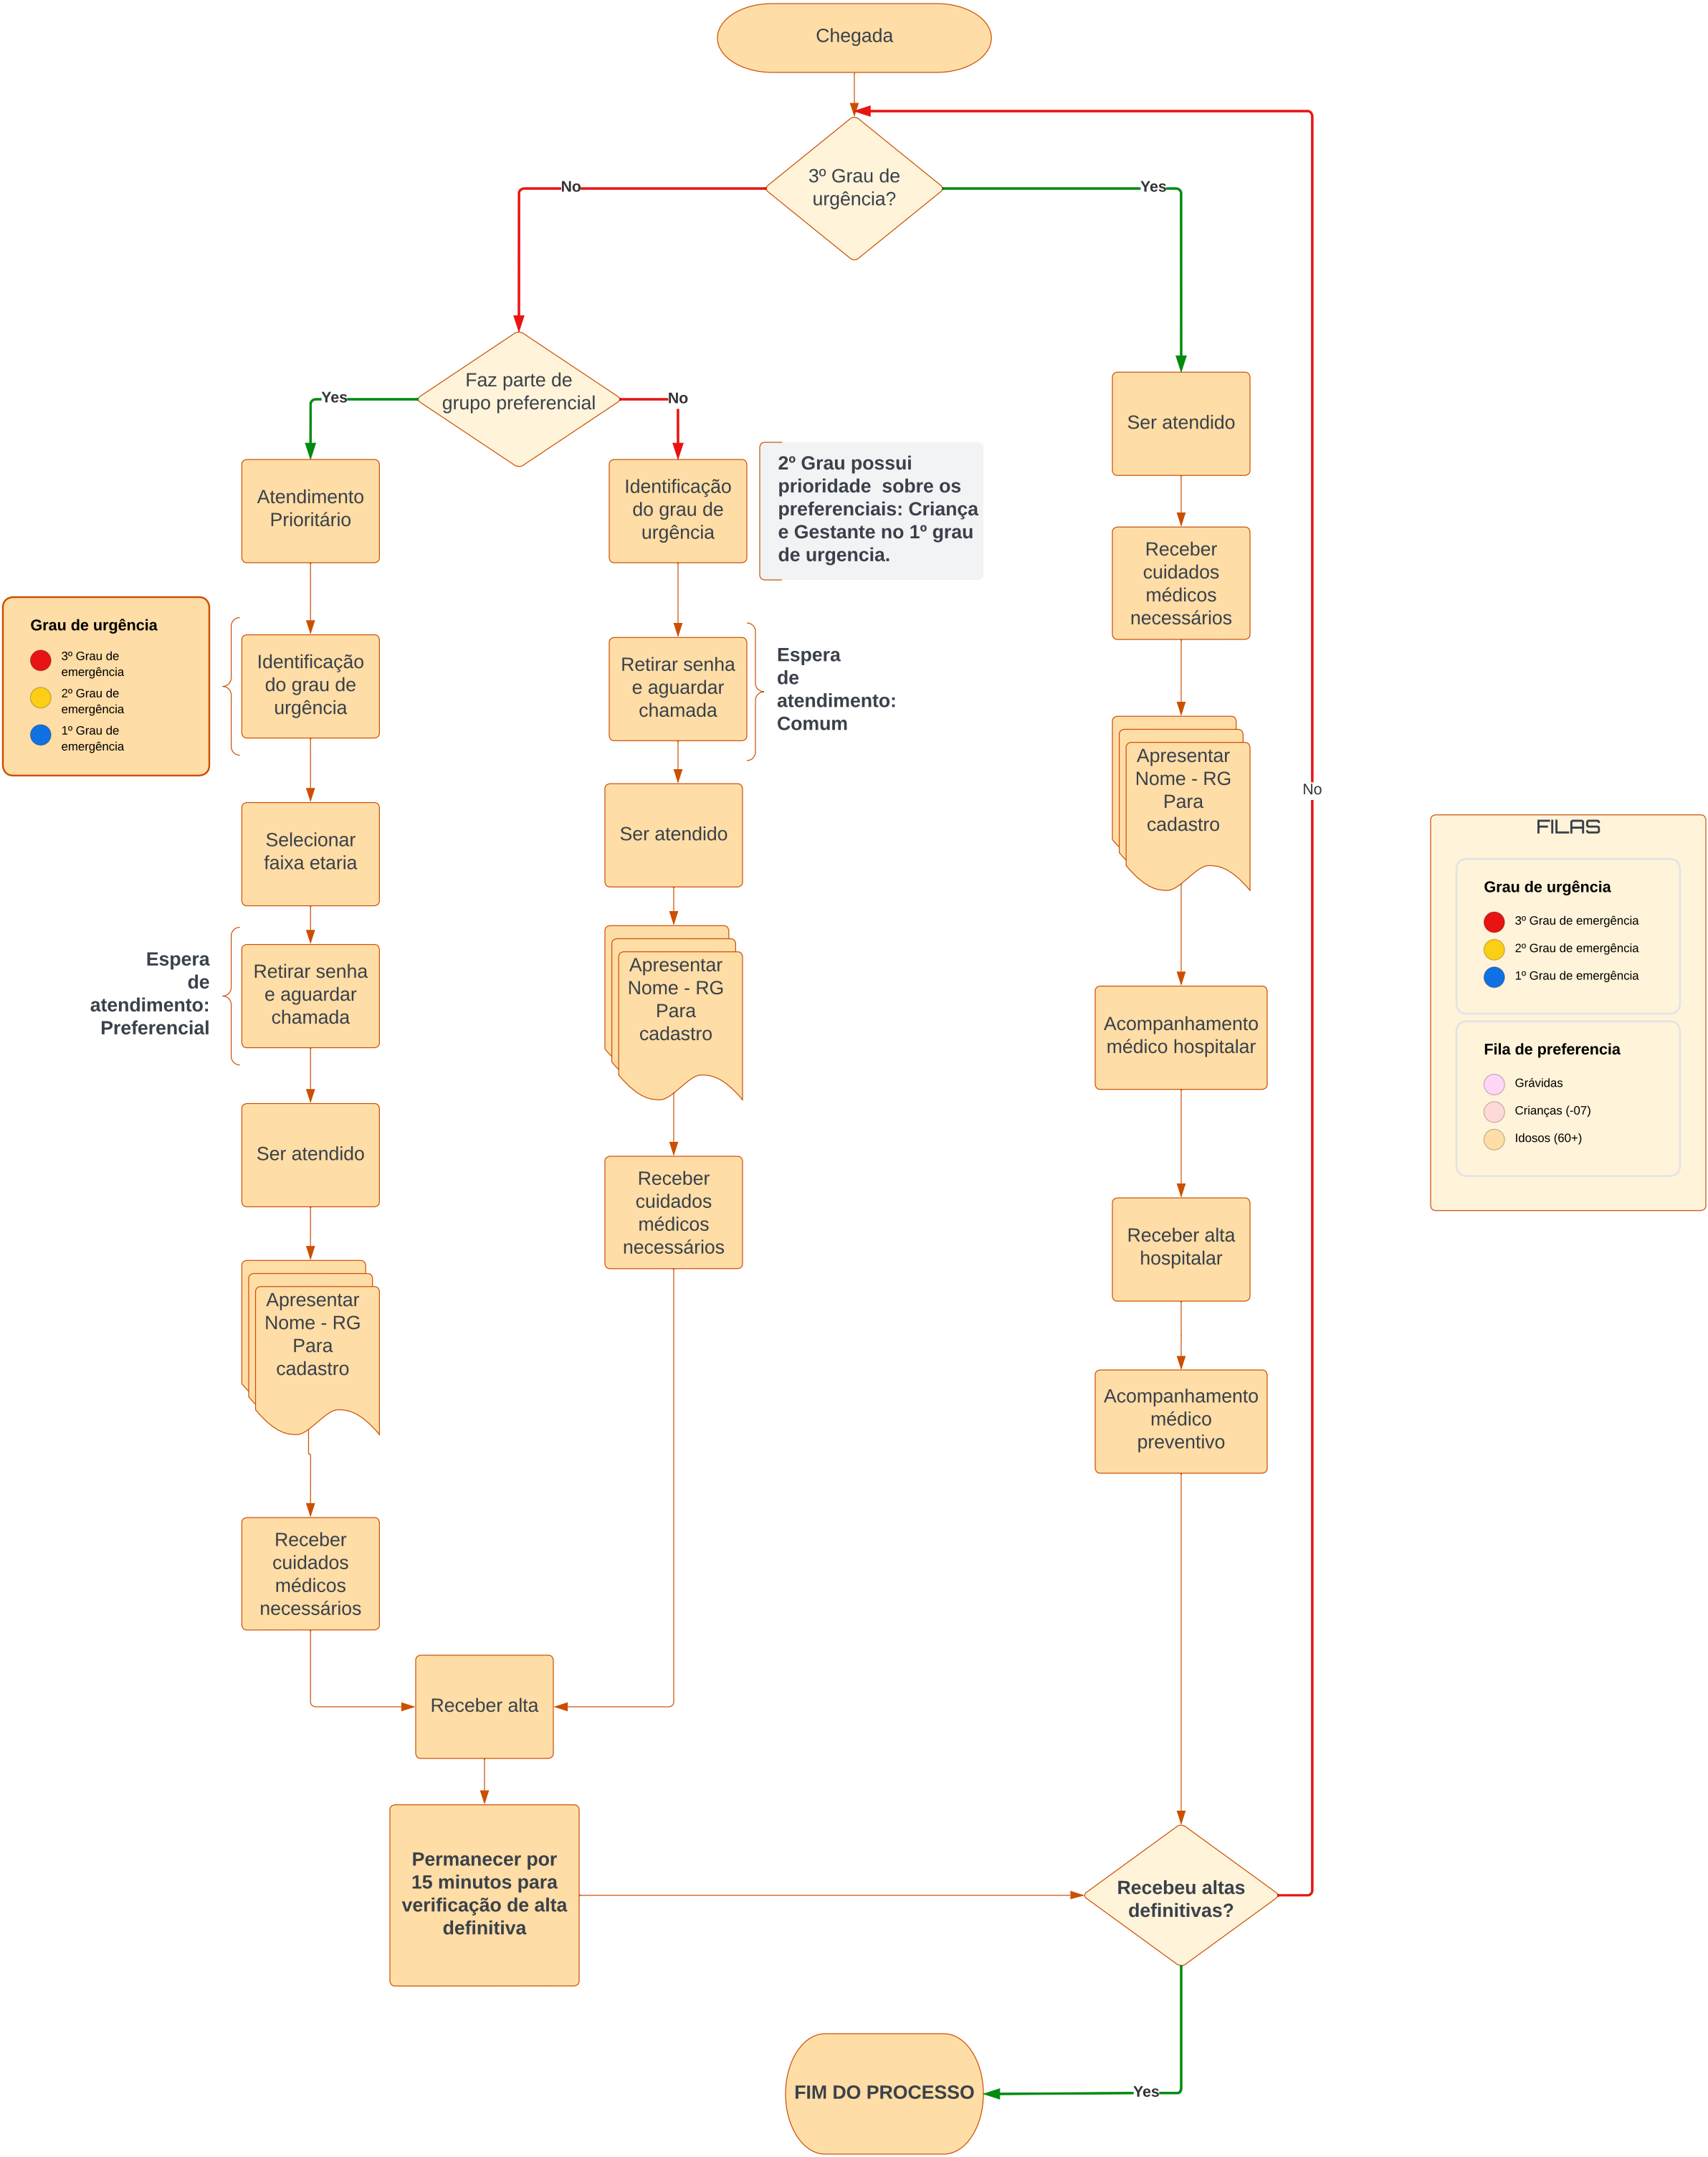 Chegada
3º Grau de
urgência?
No
Yes
Faz parte de
grupo preferencial
Yes
No
Atendimento
Prioritário
Identificação
do grau de
urgência
2º Grau possui
prioridade  sobre os
preferenciais: Criança
e Gestante no 1º grau
de urgencia.
Ser atendido
Receber
cuidados
médicos
necessários
Grau de urgência
3º Grau de
emergência
2º Grau de
emergência
1º Grau de
emergência
Identificação
do grau de
urgência
Retirar senha
e aguardar
chamada
Espera
de
atendimento:
Comum
Apresentar
Nome - RG
Para
cadastro
No
Selecionar
faixa etaria
Ser atendido
FILAS
Grau de urgência
3º Grau de emergência
2º Grau de emergência
1º Grau de emergência
Fila de preferencia
Grávidas
Crianças (-07)
Idosos (60+)
Espera
de
atendimento:
Preferencial
Retirar senha
e aguardar
chamada
Apresentar
Nome - RG
Para
cadastro
Acompanhamento
médico hospitalar
Ser atendido
Receber
cuidados
médicos
necessários
Receber alta
hospitalar
Apresentar
Nome - RG
Para
cadastro
Acompanhamento
médico
preventivo
Receber
cuidados
médicos
necessários
Receber alta
Permanecer por
15 minutos para
verificação de alta
definitiva
Recebeu altas
definitivas?
Yes
FIM DO PROCESSO